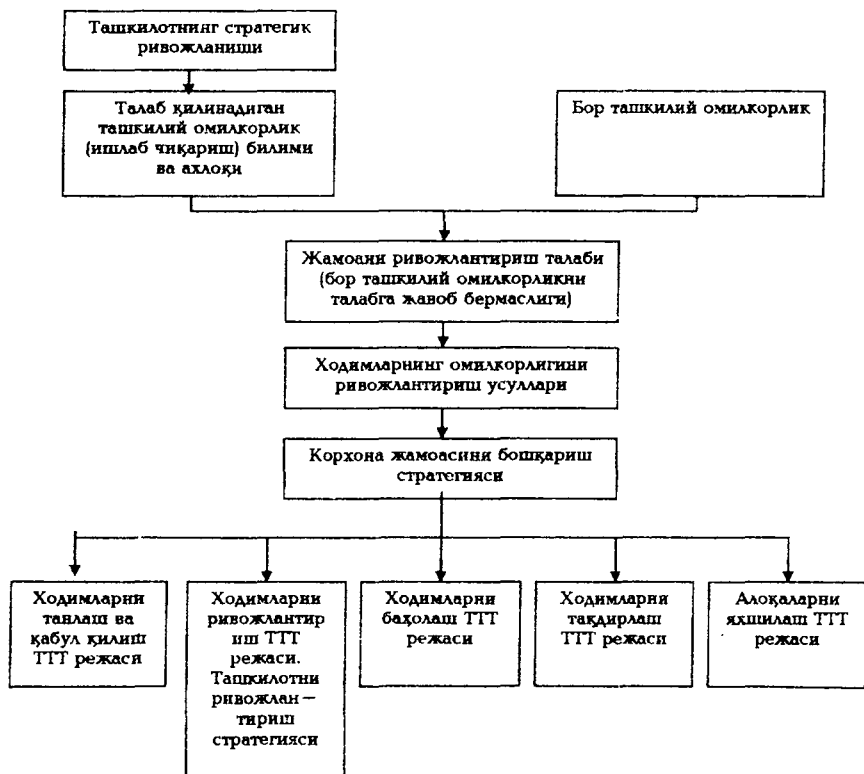 Ташкилотнинг стратегик
ривожланиши
Талаб қилинадиган
ташкилий омилкорлик
(ишлаб чиқариш) билими
ва ахлоқи
Бор ташкилий омилкорлик
Жамоани ривожлантириш талаби
(бор ташкилий омилкорликни
талабга жавоб бермаслиги)
Ходимларнинг омилкорлигини
ривожлантириш усуллари
Корхона жамоасини бошқариш
стратегияси
Ходимларни
танлаш ва
қабул қилиш
ТТТ режаси
Ходимларни
ривожлантир
иш ТТТ
режаси.
Ташкилотни
ривожлан—
тириш
стратегияси
Ходимларни
баҳолаш ТТТ
режаси
Ходимларни
тақдирлаш
ТТТ режаси
Алоқаларни
яхшилаш ТТТ
режаси